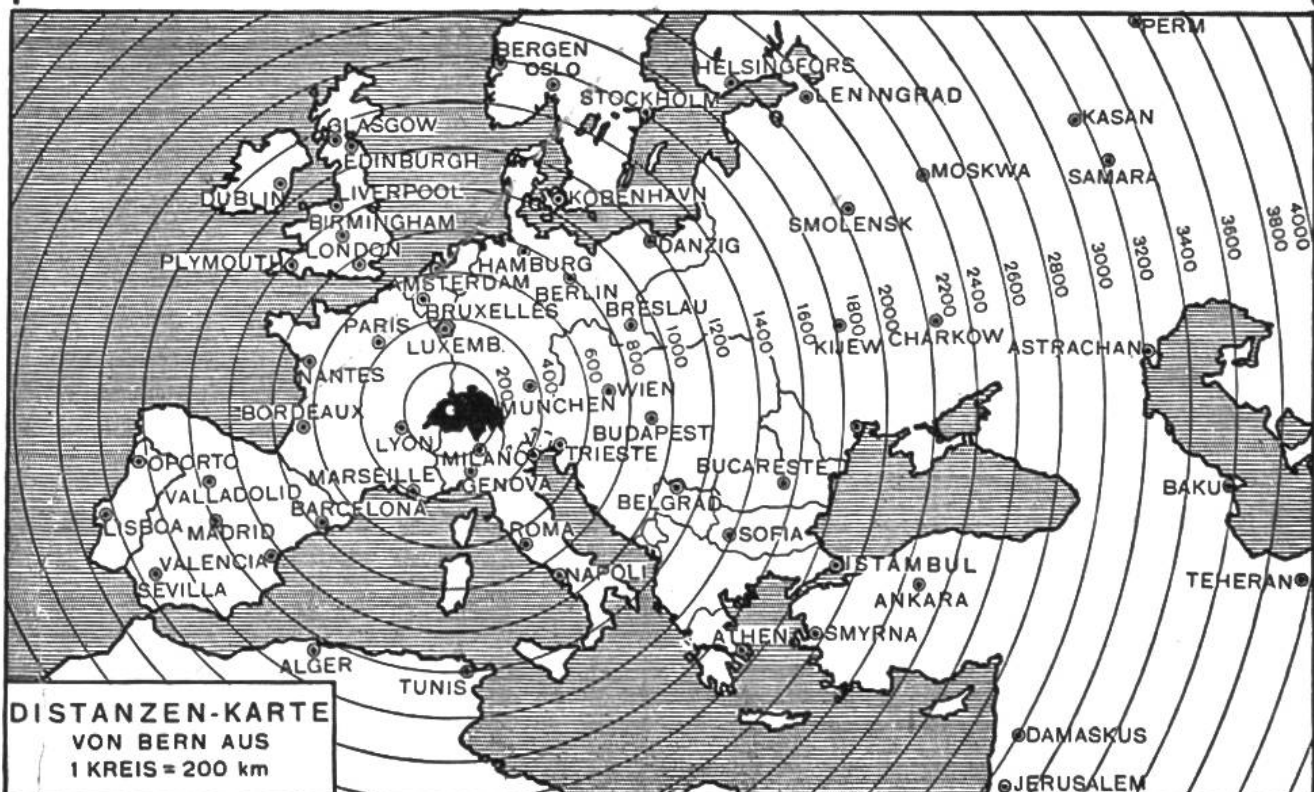 PERM
BERGEN
OSLO
HELSINGFORS
STOCKHOLM
LENINGRAD
KASAN
GLASGOW
EDINBURGH
MOSKWA
SAMARA
DUBLIN
LIVERPOOL
KOBENHAVN
SMOLENSK
BIRMINGHAM
LONDON
DANZIG
PLYMOUTH
HAMBURG
AMSTERDAM
BERLIN
BRUXELLES
BRESLAU
PARIS
LUXEMB.
KIJEW
CHARKOW
ASTRACHAN
NANTES
200
400
600
800
1000
1200
1400
1600
1800
2000
2200
2400
2600
2800
3000
3200
3400
3600
3800
4000
WIEN
MUNCHEN
BORDEAUX
LYON
BUDAPEST
V.
TRIESTE
MILANO
OPORTO
MARSEILLE
GENOVA
BUCARESTE
BAKU
VALLADOLID
BELGRAD
LISBOA
MADRID
BARCELONA
ROMA
SOFIA
VALENCIA
ISTAMBUL
NAPOLI
TEHERAN
SEVILLA
ANKARA
ATHEN
SMYRNA
ALGER
TUNIS
DISTANZEN-KARTE
VON BERN AUS
1 KREIS = 200 km
DAMASKUS
JERUSALEM